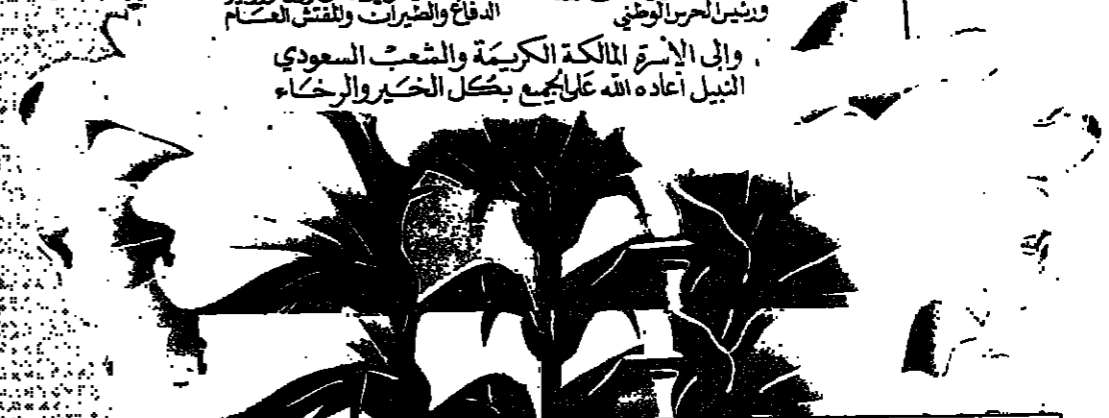 ورئيس الحرس الوطني
الدفاع والطيران والمفتش العام
وإلى الأسرة المالكة الكريمة والشعب السعودي
النبيل أعاده الله على الجميع بكل الخير والرخاء